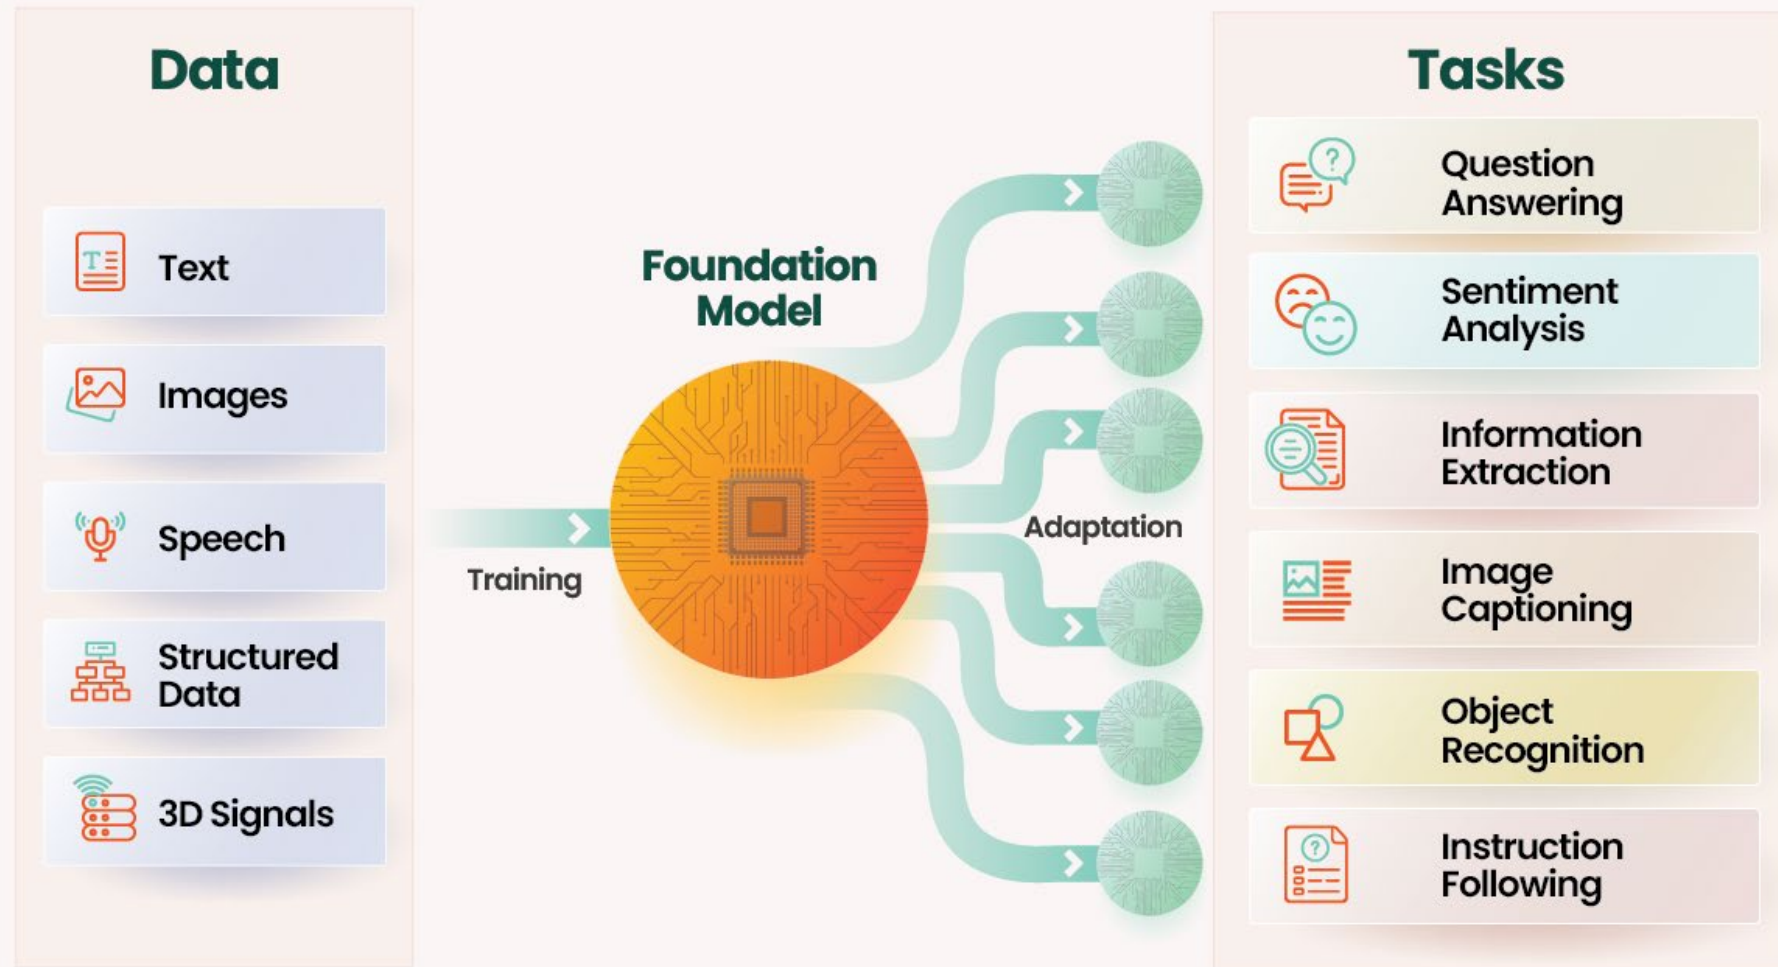 Data
Text
Images
Speech
Structured
Data
3D Signals
Training
Foundation
Model
Adaptation
Tasks
Question
Answering
Sentiment
Analysis
Information
Extraction
Image
Captioning
Object
Recognition
Instruction
Following